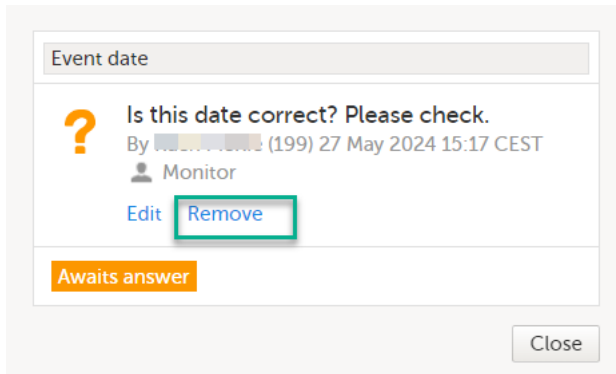 Event date
Is this date correct? Please check.
By (199) 27 May 2024 15:17 CEST
Monitor
Edit Remove
Awaits answer
Close